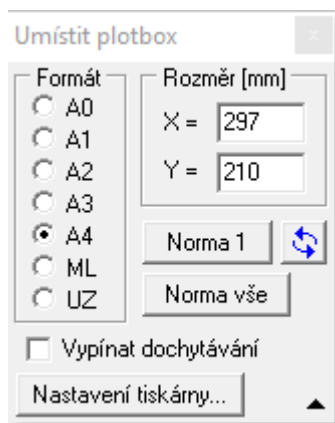 Umístit plotbox
x
Formát
A0
A1
A2
A3
A4
ML
UZ
Rozměr [mm]
X = 297
Y = 210
Norma 1
Norma vše
Vypínat dochytávání
Nastavení tiskárny...